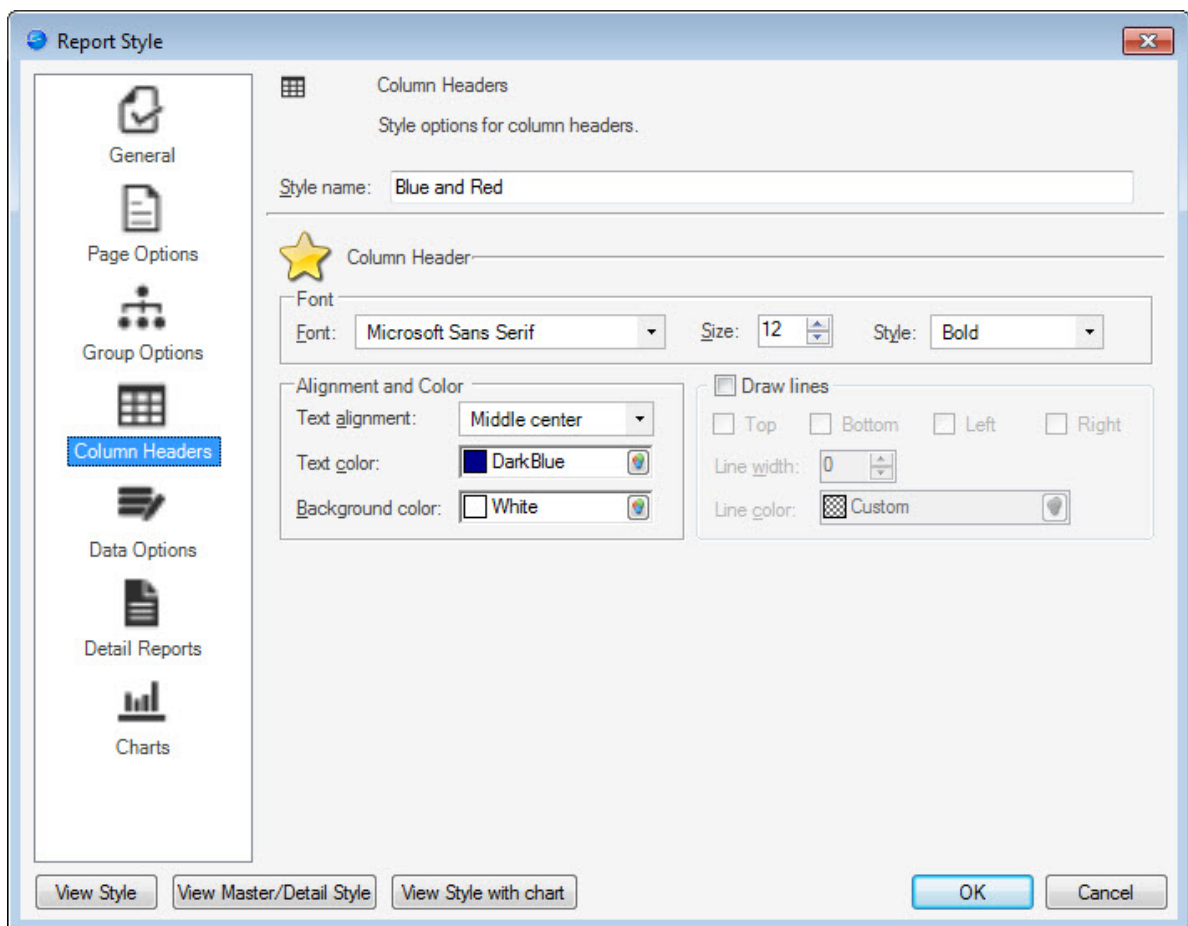 Report Style
General
Page Options
Group Options
Column Headers
Data Options
Detail Reports
Charts
Column Headers
Style options for column headers.
Style name: Blue and Red
Column Header
Font
Font: Microsoft Sans Serif Size: 12 Style: Bold
Alignment and Color
Text alignment: Middle center
Text color: DarkBlue
Background color: White
Draw lines
Top Bottom Left Right
Line width: 0
Line color: Custom
View Style View Master/Detail Style View Style with chart OK Cancel